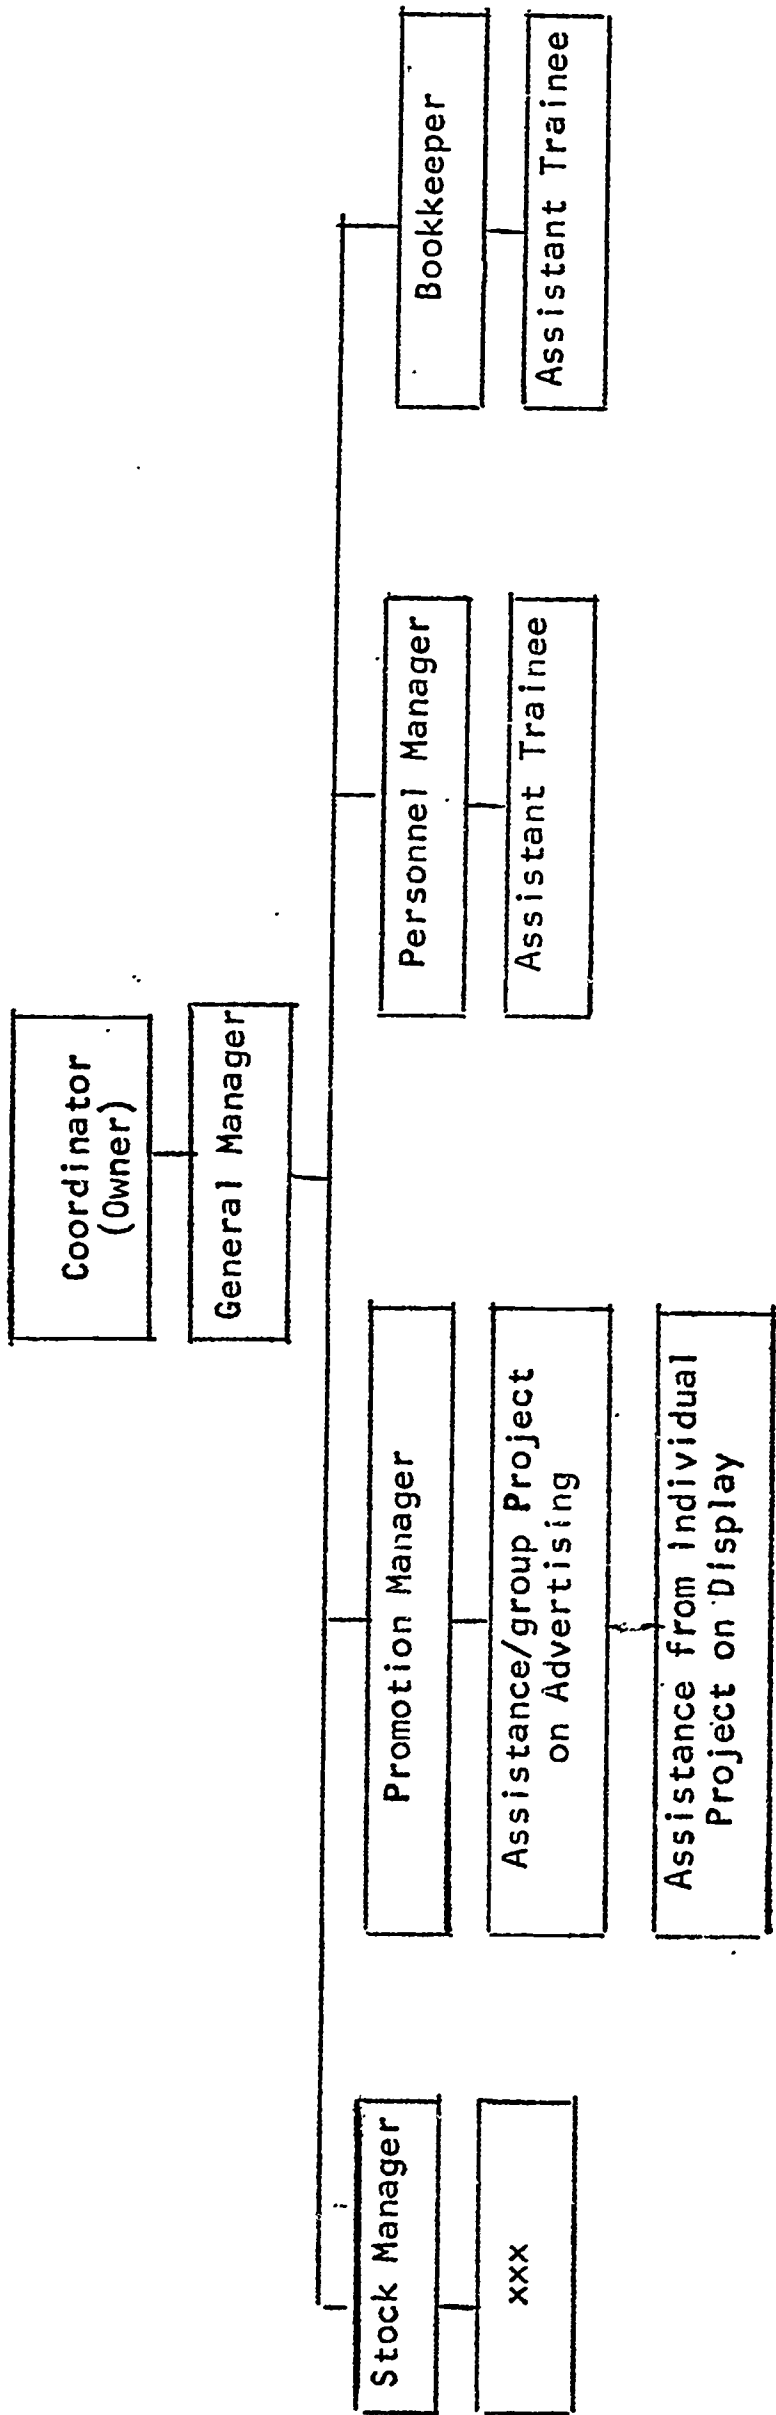 Coordinator
(Owner)
General Manager
Stock Manager
Promotion Manager
Personnel Manager
Bookkeeper
xxx
Assistance/group Project
on Advertising
Assistant Trainee
Assistant Trainee
Assistance from Individual
Project on Display